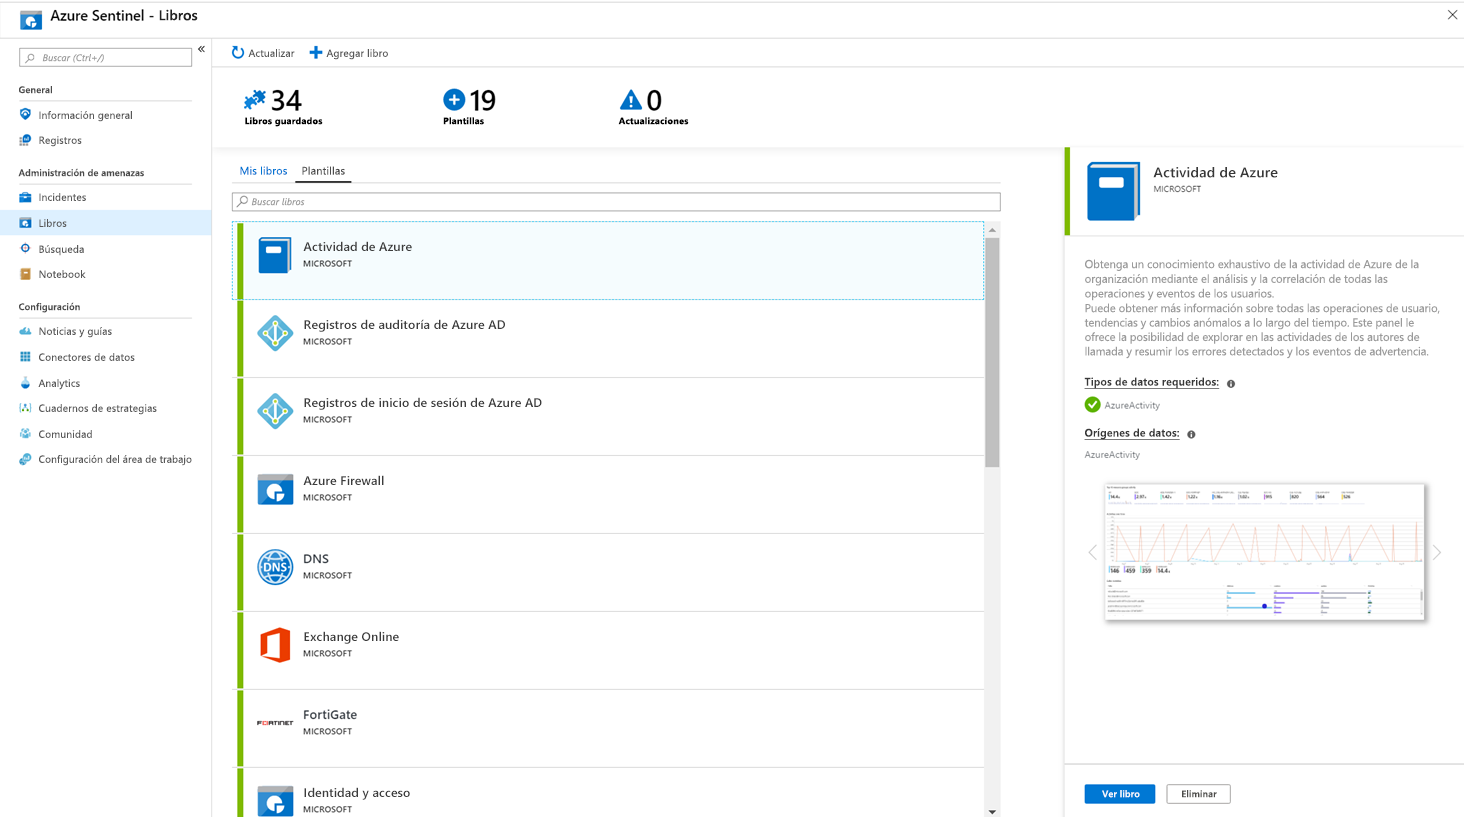 Azure Sentinel - Libros
Buscar (Ctrl+/)
«
General
Información general
Registros
Administración de amenazas
Incidentes
Libros
Búsqueda
Notebook
Configuración
Noticias y guías
Conectores de datos
Analytics
Cuadernos de estrategias
Comunidad
Configuración del área de trabajo
Actualizar
Agregar libro
34
Libros guardados
19
Plantillas
0
Actualizaciones
Mis libros
Plantillas
Buscar libros
Actividad de Azure
MICROSOFT
Registros de auditoría de Azure AD
MICROSOFT
Registros de inicio de sesión de Azure AD
MICROSOFT
Azure Firewall
MICROSOFT
DNS
DNS
MICROSOFT
Exchange Online
MICROSOFT
FORTINET
FortiGate
MICROSOFT
Identidad y acceso
MICROSOFT
Actividad de Azure
MICROSOFT
Obtenga un conocimiento exhaustivo de la actividad de Azure de la
organización mediante el análisis y la correlación de todas las
operaciones y eventos de los usuarios.
Puede obtener más información sobre todas las operaciones de usuario,
tendencias y cambios anómalos a lo largo del tiempo. Este panel le
ofrece la posibilidad de explorar en las actividades de los autores de
llamada y resumir los errores detectados y los eventos de advertencia.
Tipos de datos requeridos:
AzureActivity
Orígenes de datos:
AzureActivity
146 459 359 14.4
Ver libro
Eliminar